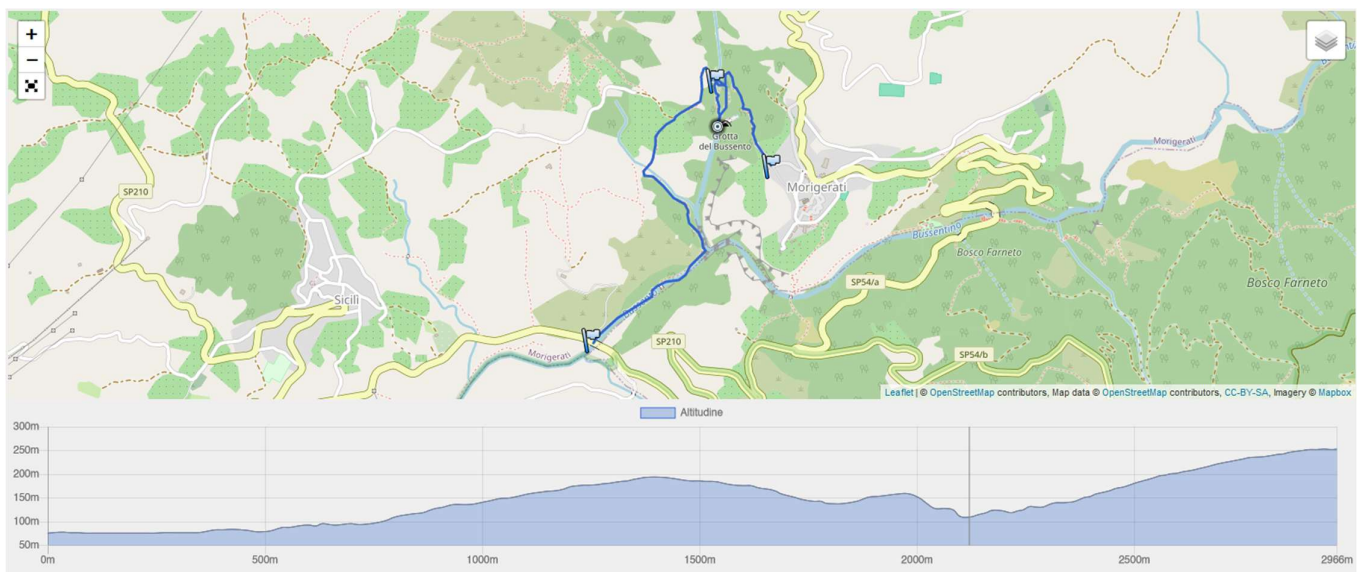 +
−
Grotta
del Bussento
Morigerati
Morigerati
SP210
Bussentino
Bosco Farneto
Bosco Farneto
SP54/a
Sicilì
SP210
Morigerati
SP54/b
Leaflet | © OpenStreetMap contributors, Map data © OpenStreetMap contributors, CC-BY-SA, Imagery © Mapbox
Altitudine
300m
250m
200m
150m
100m
50m
0m 500m 1000m 1500m 2000m 2500m 2966m